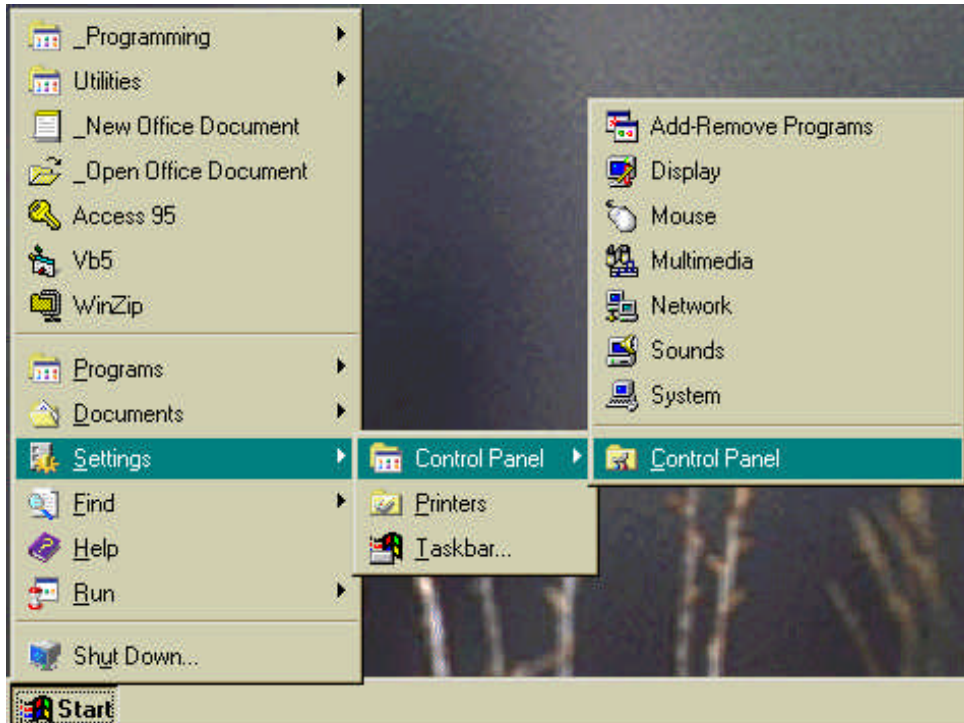 _Programming
Utilities
_New Office Document
_Open Office Document
Access 95
Vb5
WinZip
Programs
Documents
Settings
Find
Help
Run
Shut Down...
Start
Control Panel
Printers
Taskbar...
Add-Remove Programs
Display
Mouse
Multimedia
Network
Sounds
System
Control Panel